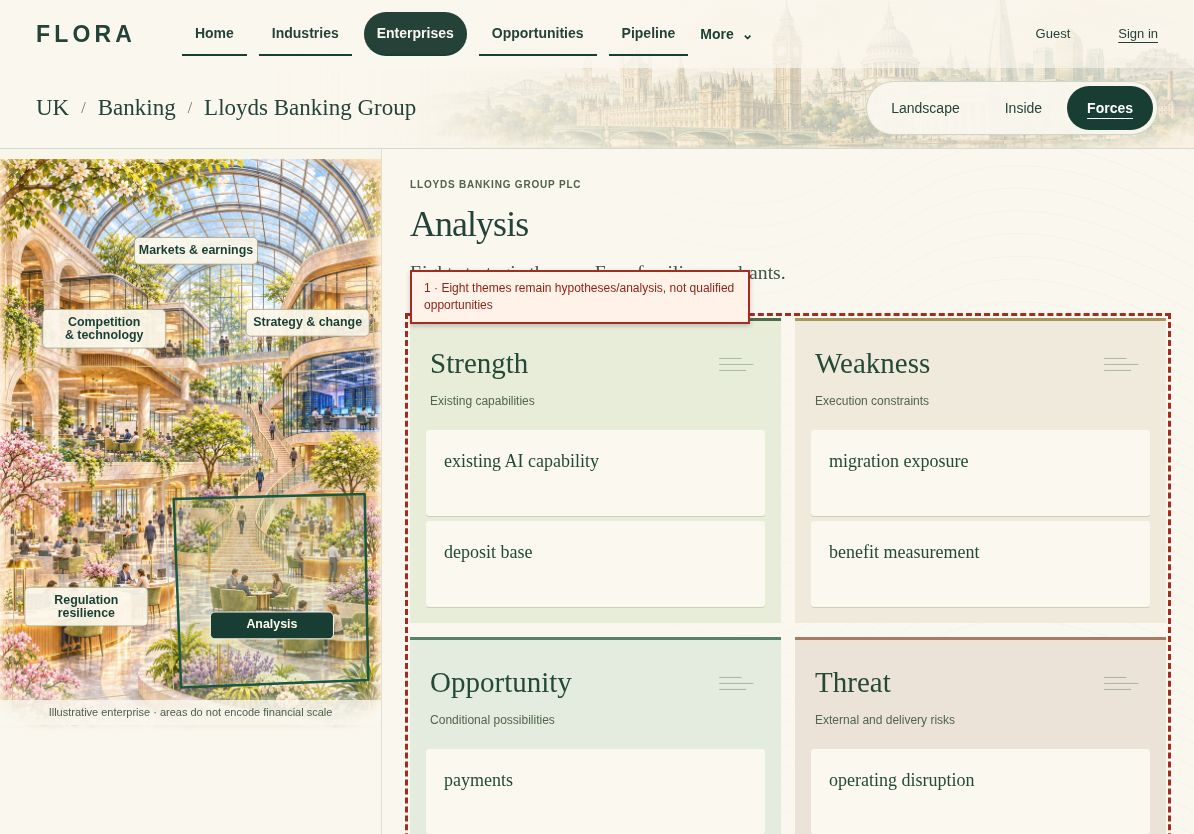 FLORA
Home
Industries
Enterprises
Opportunities
Pipeline
More
Guest
Sign in
UK / Banking / Lloyds Banking Group
Landscape
Inside
Forces
Markets & earnings
Competition
& technology
Strategy & change
Regulation
resilience
Analysis
Illustrative enterprise · areas do not encode financial scale
LLOYDS BANKING GROUP PLC
Analysis
1 · Eight themes remain hypotheses/analysis, not qualified
opportunities
Strength
Existing capabilities
existing AI capability
deposit base
Weakness
Execution constraints
migration exposure
benefit measurement
Opportunity
Conditional possibilities
payments
Threat
External and delivery risks
operating disruption